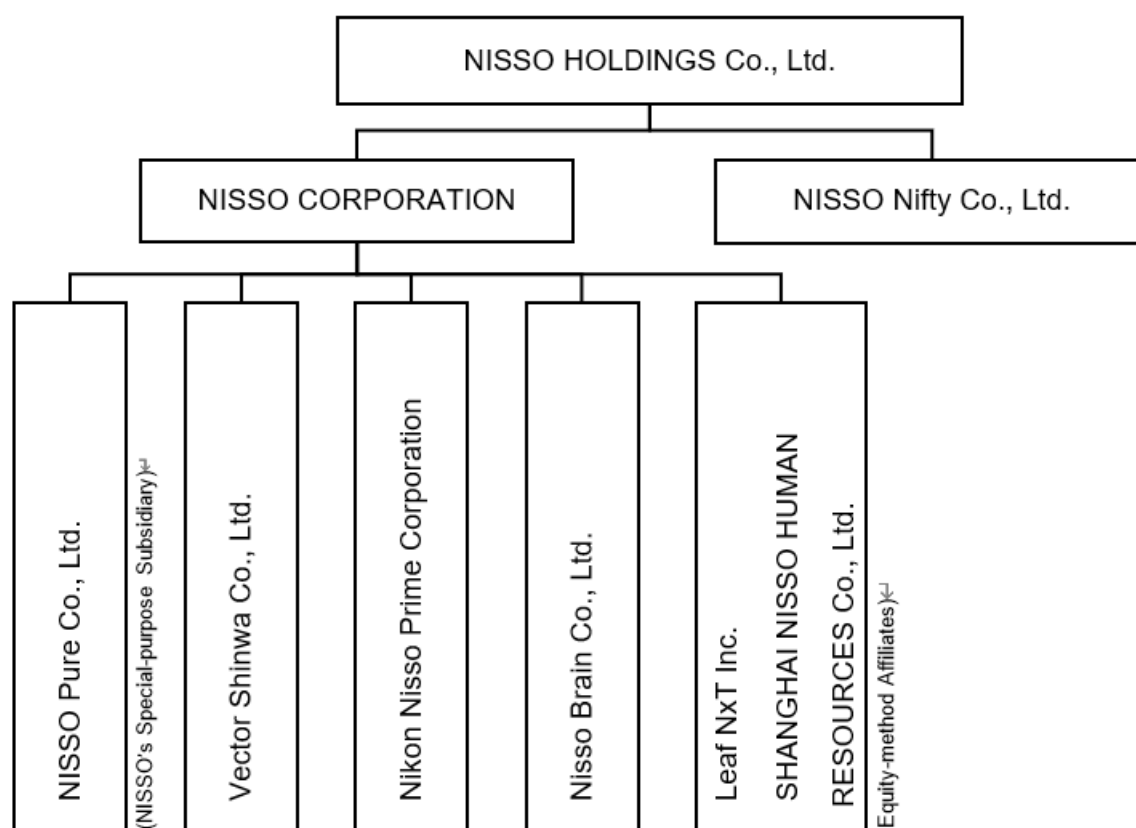 NISSO HOLDINGS Co., Ltd.
NISSO CORPORATION
NISSO Nifty Co., Ltd.
NISSO Pure Co., Ltd.
(NISSO's Special-purpose Subsidiary)↵
Vector Shinwa Co., Ltd.
Nikon Nisso Prime Corporation
Nisso Brain Co., Ltd.
Leaf NxT Inc.
SHANGHAI NISSO HUMAN
RESOURCES Co., Ltd.
Equity-method Affiliates)↵